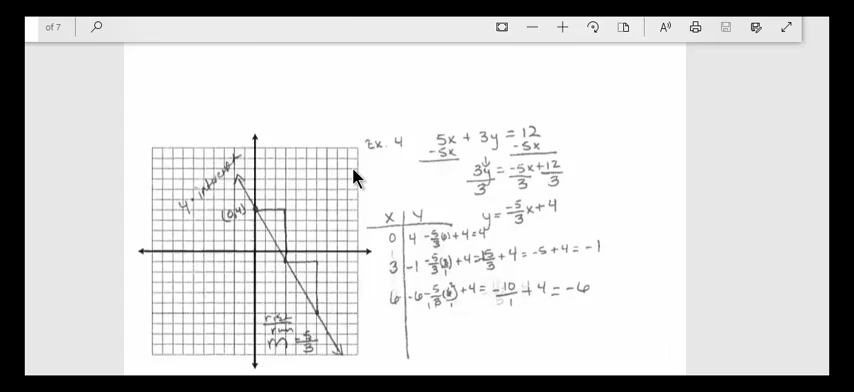 of 7
Ex. 4 5x + 3y = 12
-5x -5x
3y/3 = -5x/3 + 12/3
y = -5/3 x + 4
y-intercept
(0,4)
x | y
0 | 4 -5/3(0) + 4 = 4
3 | -1 -5/3(3) + 4 = -15/3 + 4 = -5 + 4 = -1
6 | -6 -5/3(6) + 4 = -10/1 + 4 = -6
rise/run
m = 5/3